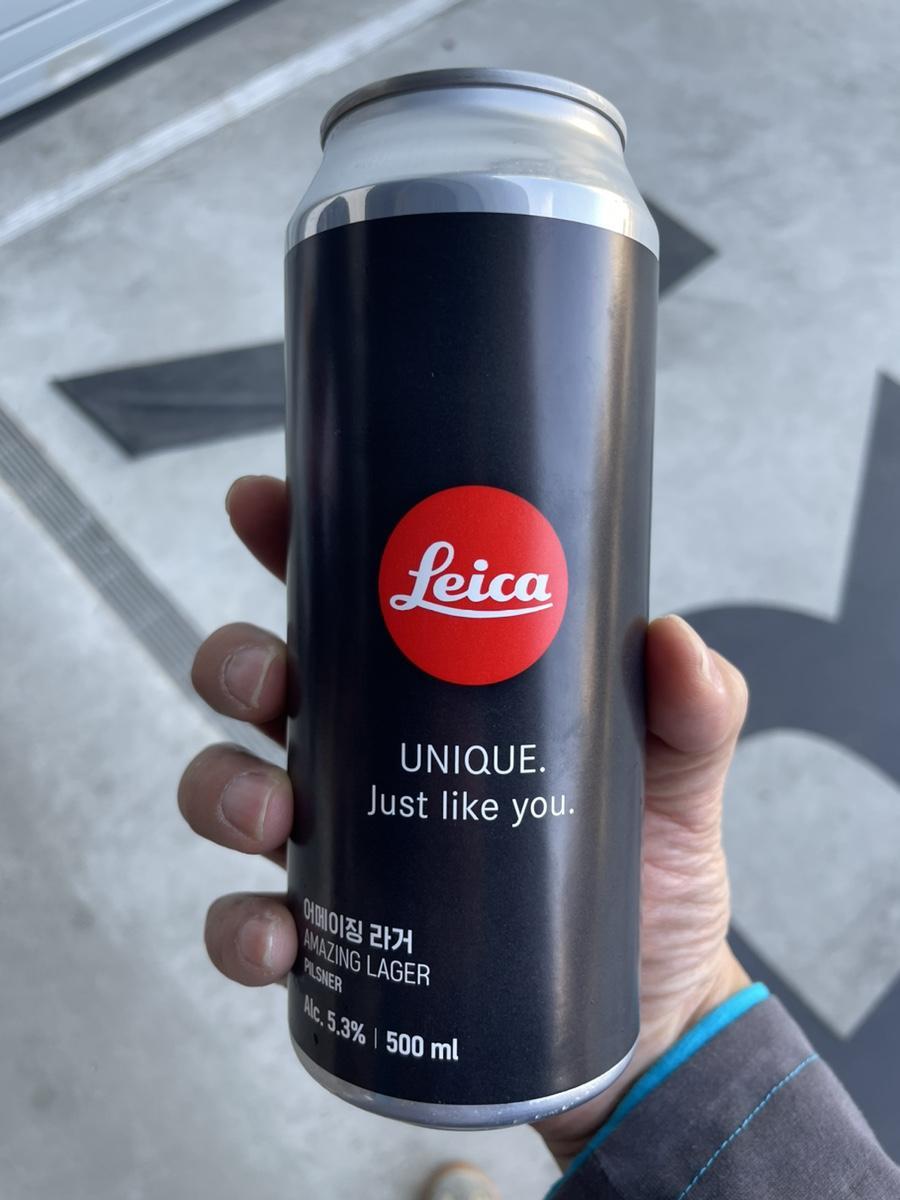 Leica
UNIQUE.
Just like you.
어메이징 라거
AMAZING LAGER
PILSNER
Alc. 5.3% | 500 ml